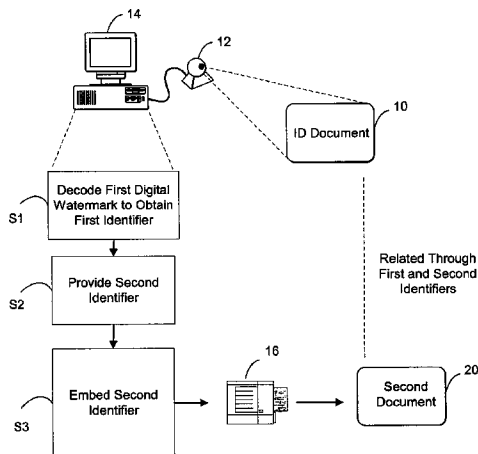 14
12
10
ID Document
Decode First Digital
Watermark to Obtain
First Identifier
S1
Related Through
First and Second
Identifiers
Provide Second
Identifier
S2
16
Embed Second
Identifier
S3
Second
Document
20